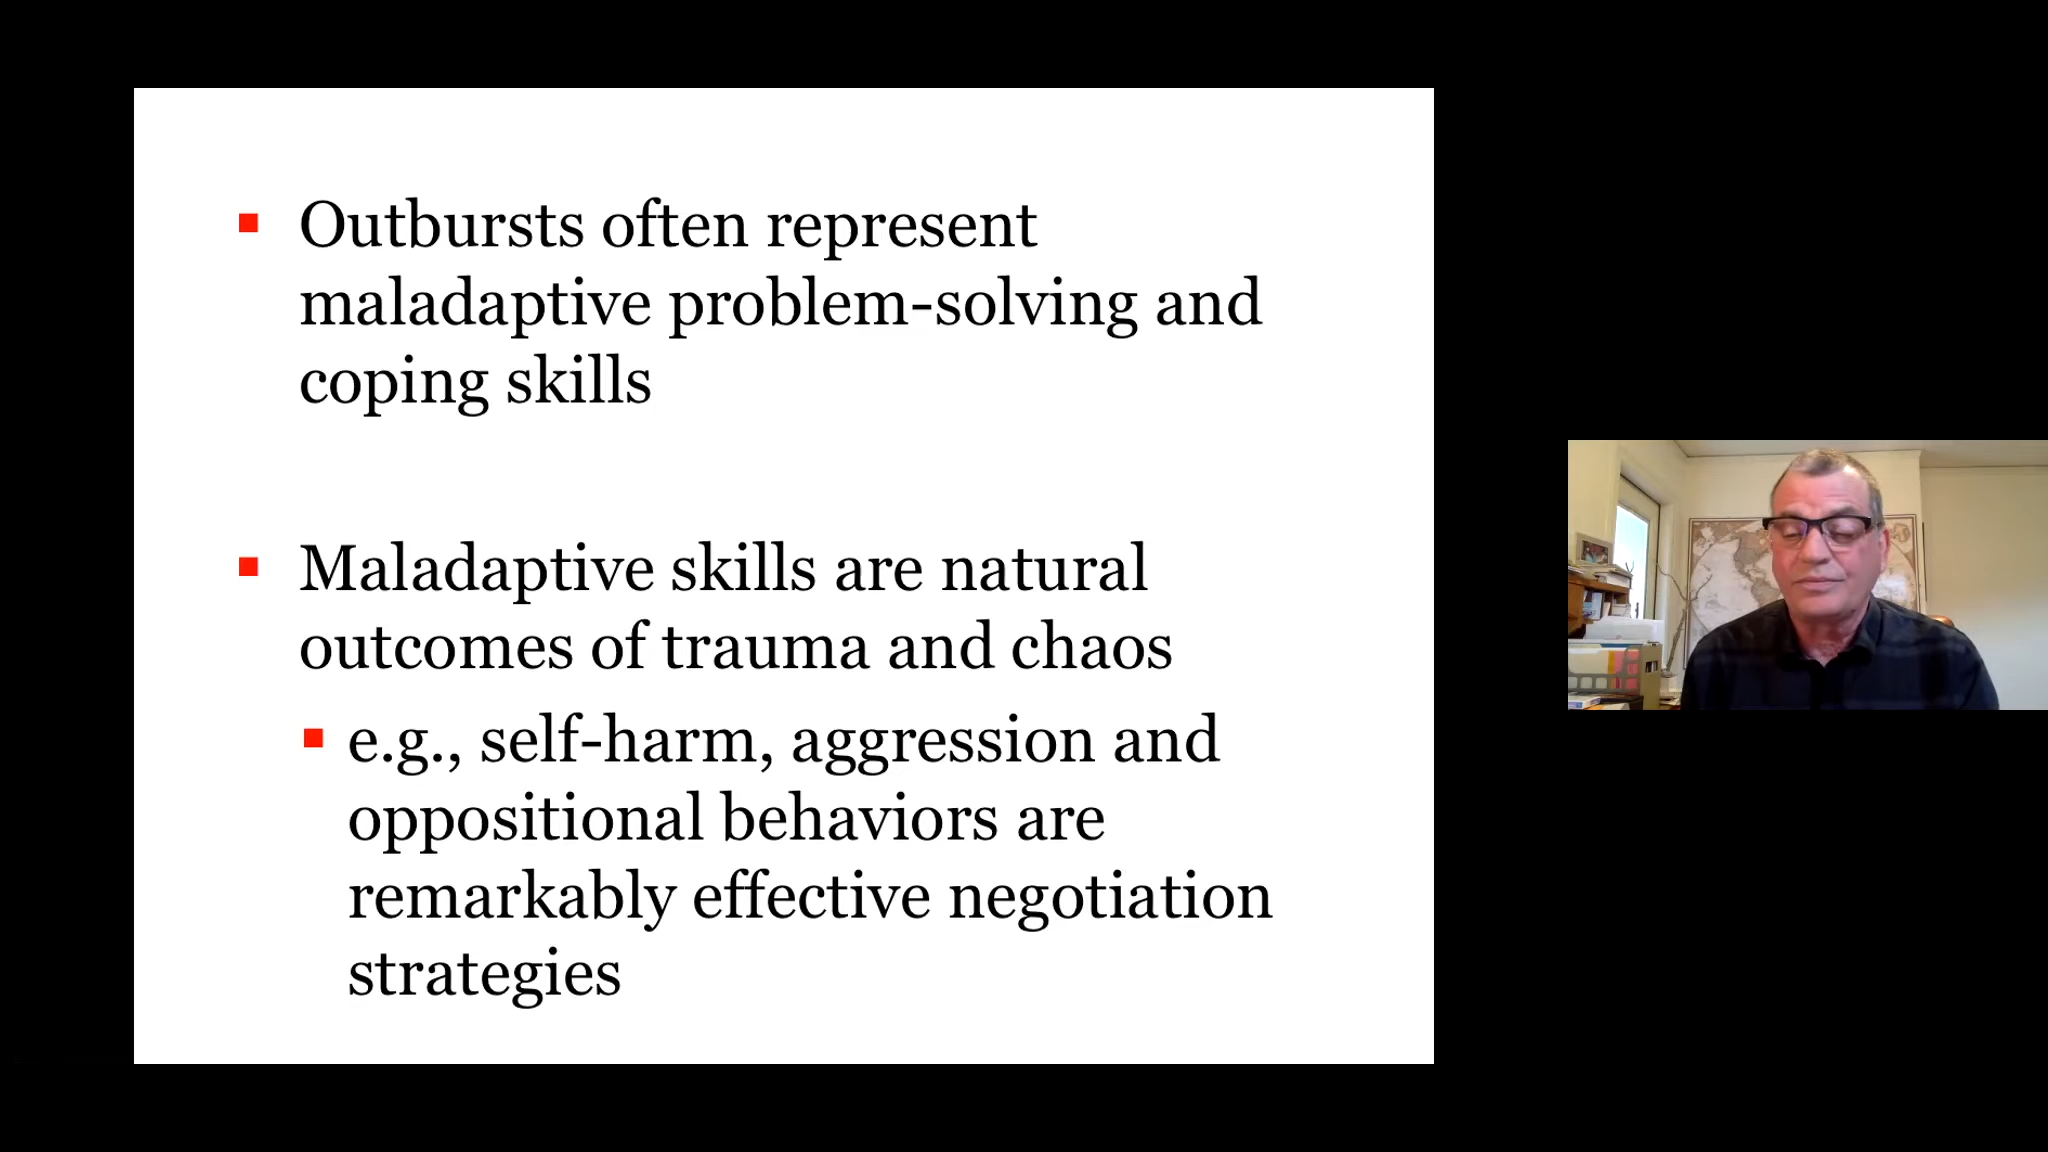 Outbursts often represent
maladaptive problem-solving and
coping skills
Maladaptive skills are natural
outcomes of trauma and chaos
e.g., self-harm, aggression and
oppositional behaviors are
remarkably effective negotiation
strategies